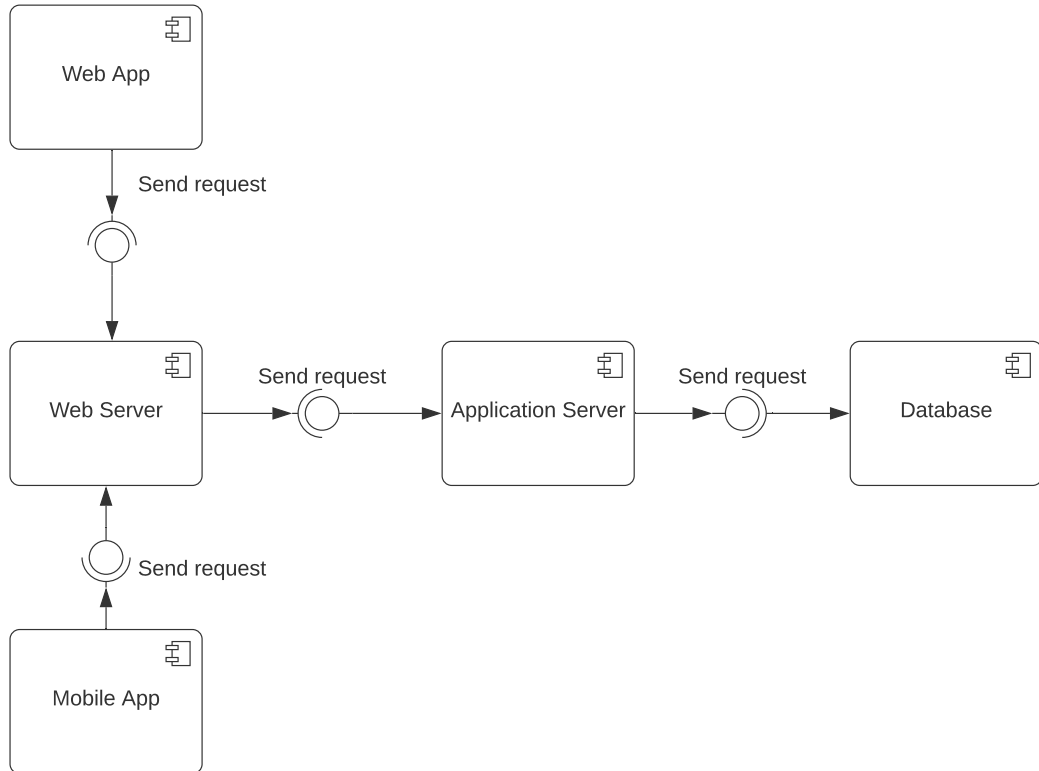 Web App
Send request
Send request
Send request
Web Server
Application Server
Database
Send request
Mobile App